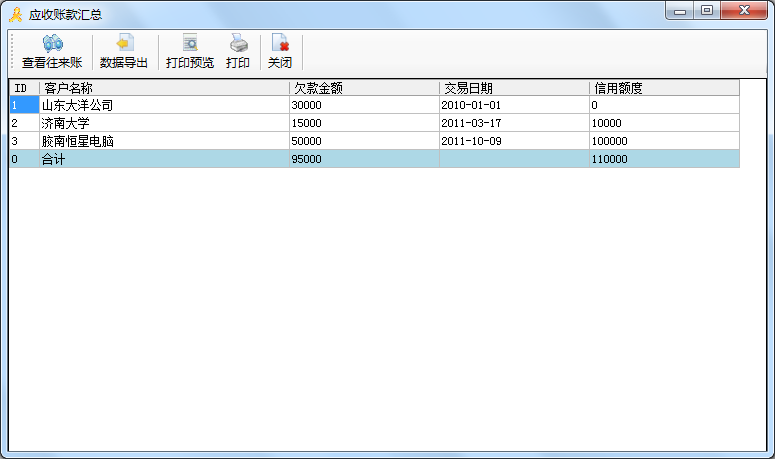 应收账款汇总
查看往来账 数据导出 打印预览 打印 关闭
ID 客户名称 欠款金额 交易日期 信用额度
1 山东大洋公司 30000 2010-01-01 0
2 济南大学 15000 2011-03-17 10000
3 胶南恒星电脑 50000 2011-10-09 100000
0 合计 95000 110000